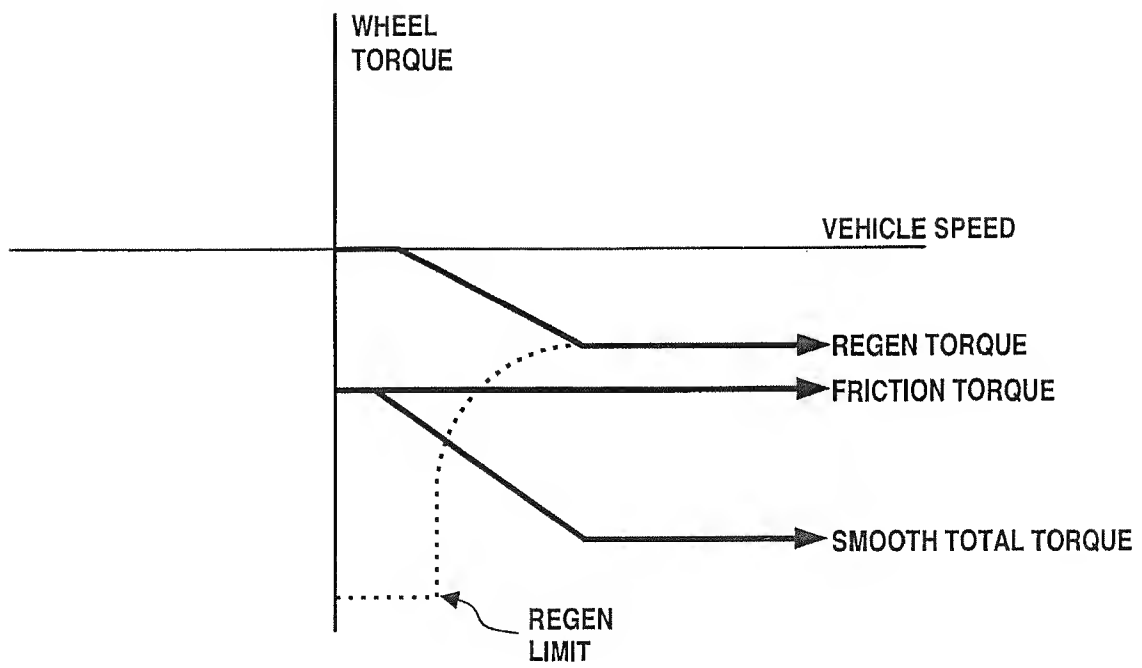 WHEEL
TORQUE
VEHICLE SPEED
REGEN TORQUE
FRICTION TORQUE
SMOOTH TOTAL TORQUE
REGEN
LIMIT